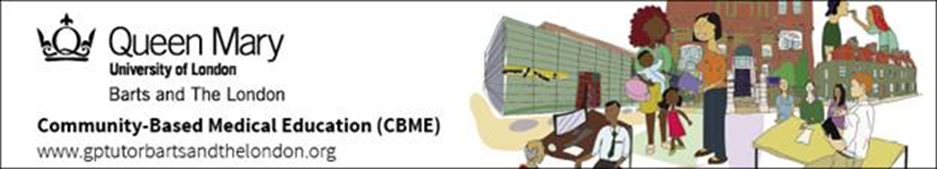 Queen Mary
University of London
Barts and The London
Community-Based Medical Education (CBME)
www.gptutorbartsandthelondon.org